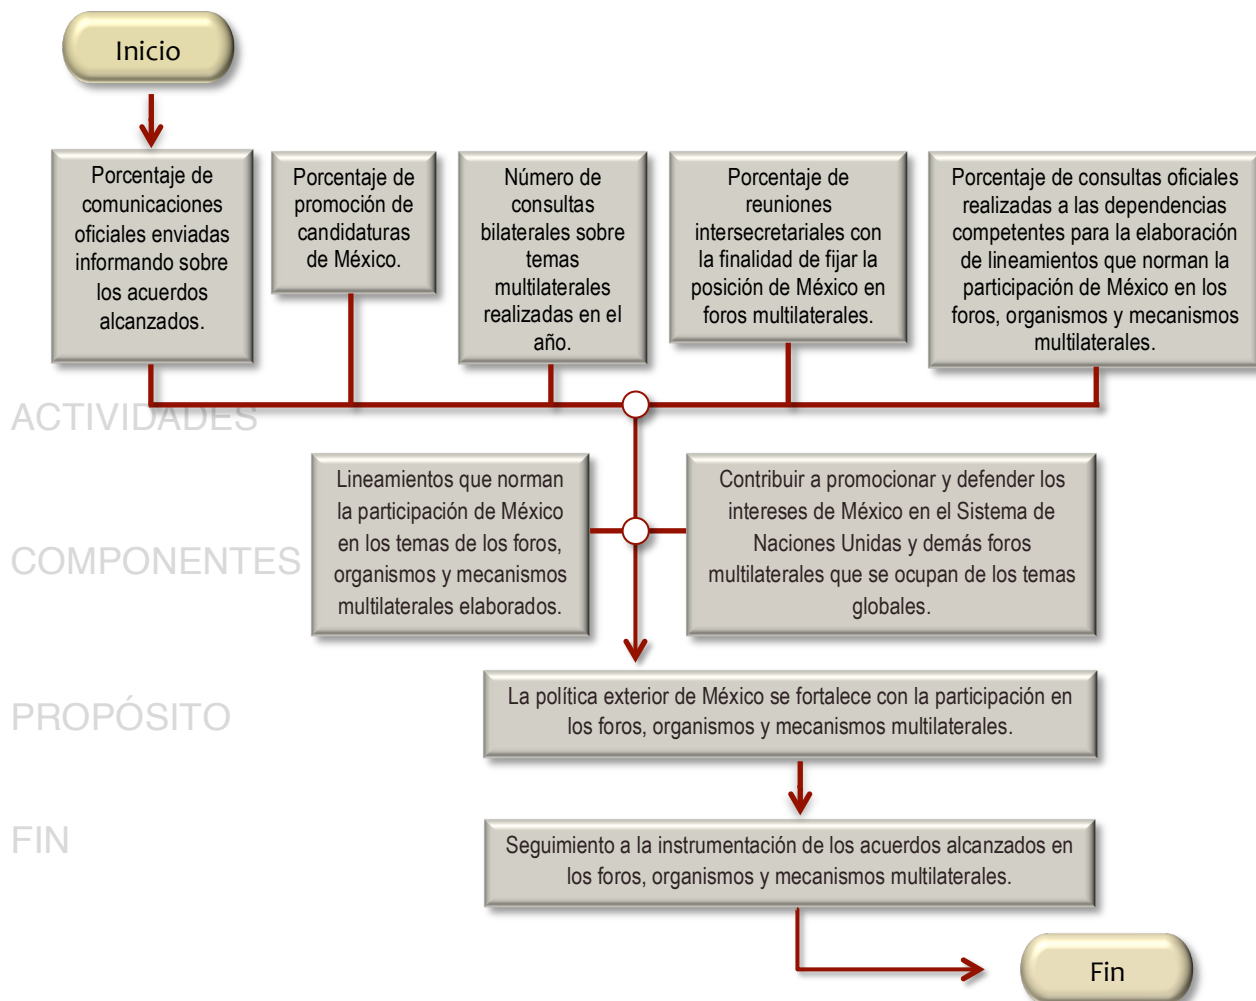 Inicio
Porcentaje de
comunicaciones
oficiales enviadas
informando sobre
los acuerdos
alcanzados.
Porcentaje de
promoción de
candidaturas
de México.
Número de
consultas
bilaterales sobre
temas
multilaterales
realizadas en el
año.
Porcentaje de
reuniones
intersecretariales con
la finalidad de fijar la
posición de México en
foros multilaterales.
Porcentaje de consultas oficiales
realizadas a las dependencias
competentes para la elaboración
de lineamientos que norman la
participación de México en los
foros, organismos y mecanismos
multilaterales.
ACTIVIDADES
Lineamientos que norman
la participación de México
en los temas de los foros,
organismos y mecanismos
multilaterales elaborados.
Contribuir a promocionar y defender los
intereses de México en el Sistema de
Naciones Unidas y demás foros
multilaterales que se ocupan de los temas
globales.
COMPONENTES
La política exterior de México se fortalece con la participación en
los foros, organismos y mecanismos multilaterales.
PROPÓSITO
Seguimiento a la instrumentación de los acuerdos alcanzados en
los foros, organismos y mecanismos multilaterales.
FIN
Fin